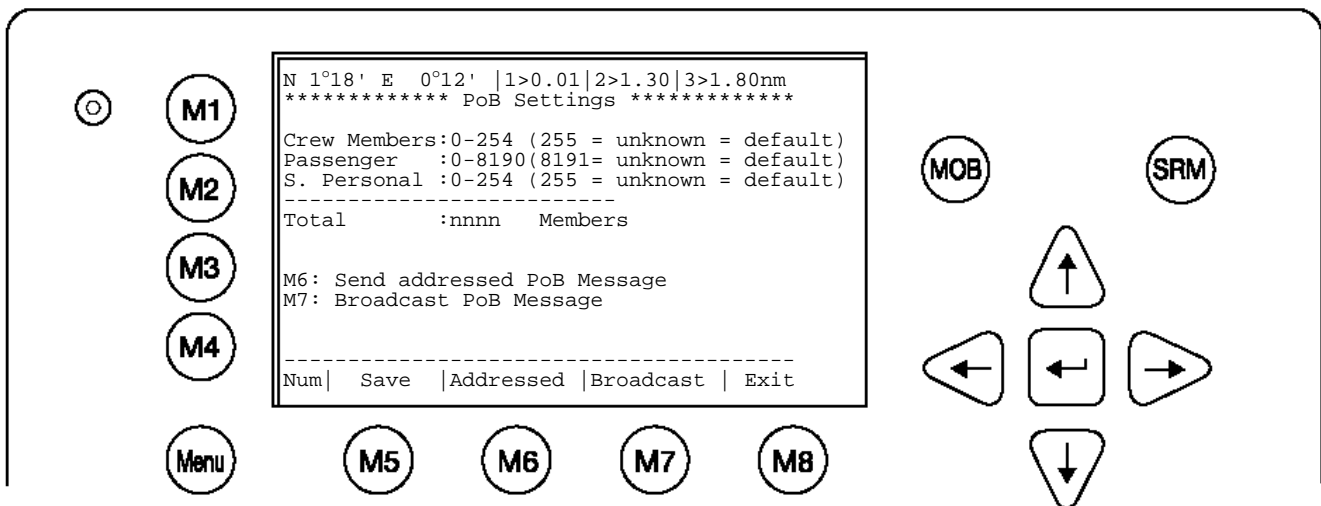 N 1°18' E 0°12' |1>0.01|2>1.30|3>1.80nm
************* PoB Settings *************
Crew Members:0-254 (255 = unknown = default)
Passenger :0-8190(8191= unknown = default)
S. Personal :0-254 (255 = unknown = default)
--------------------------
Total :nnnn Members
M6: Send addressed PoB Message
M7: Broadcast PoB Message
----------------------------------------
Num| Save |Addressed |Broadcast | Exit
M1
M2
M3
M4
Menu
M5
M6
M7
M8
MOB
SRM